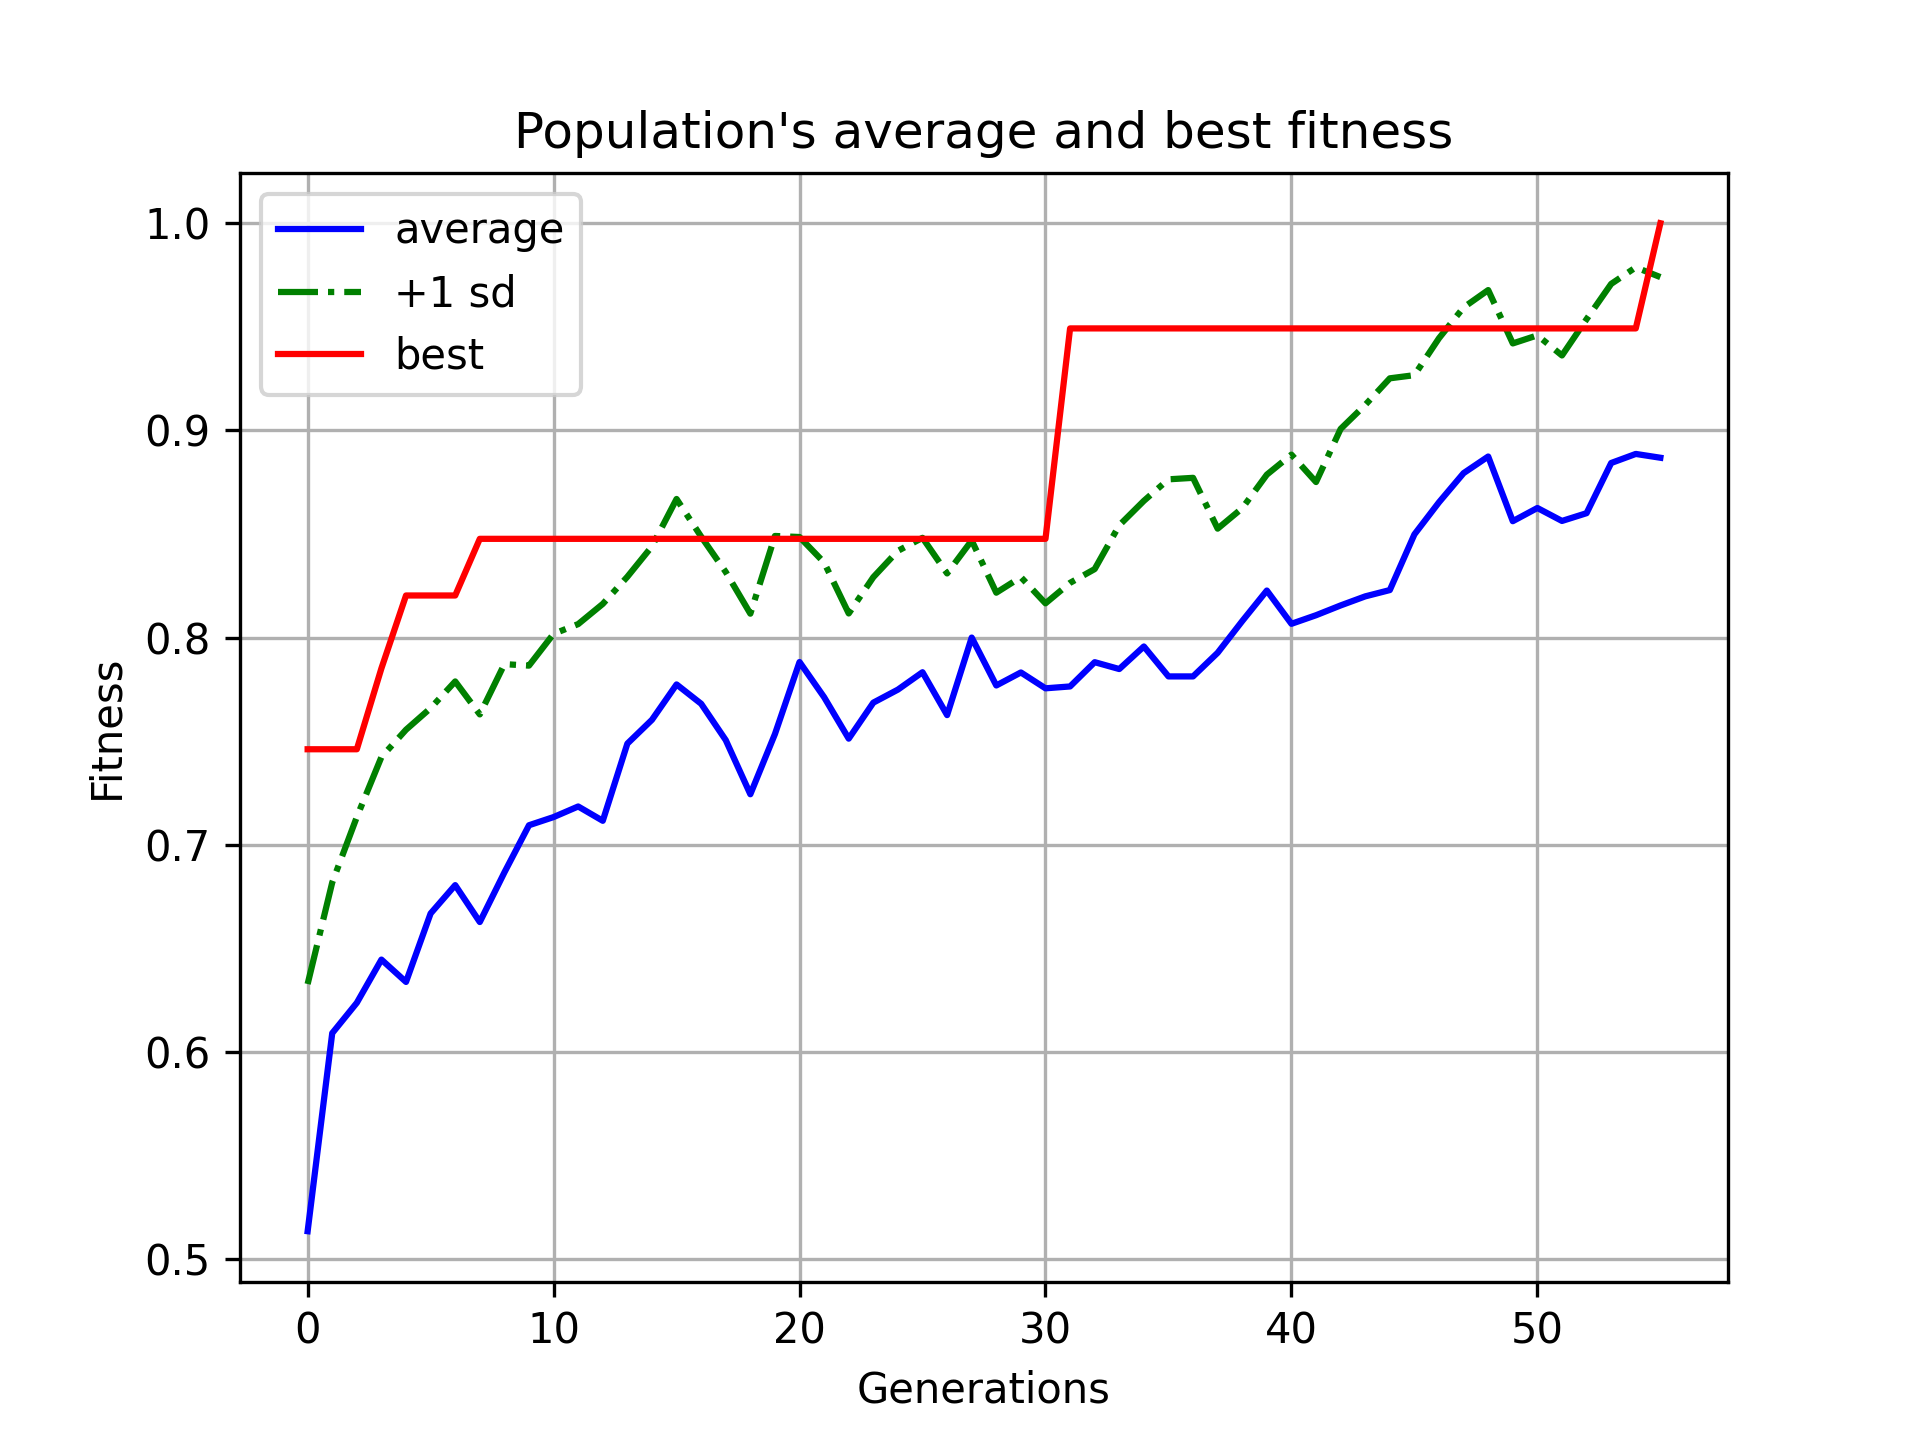 Population's average and best fitness
average
+1 sd
best
1.0
0.9
0.8
0.7
0.6
0.5
Fitness
0 10 20 30 40 50
Generations